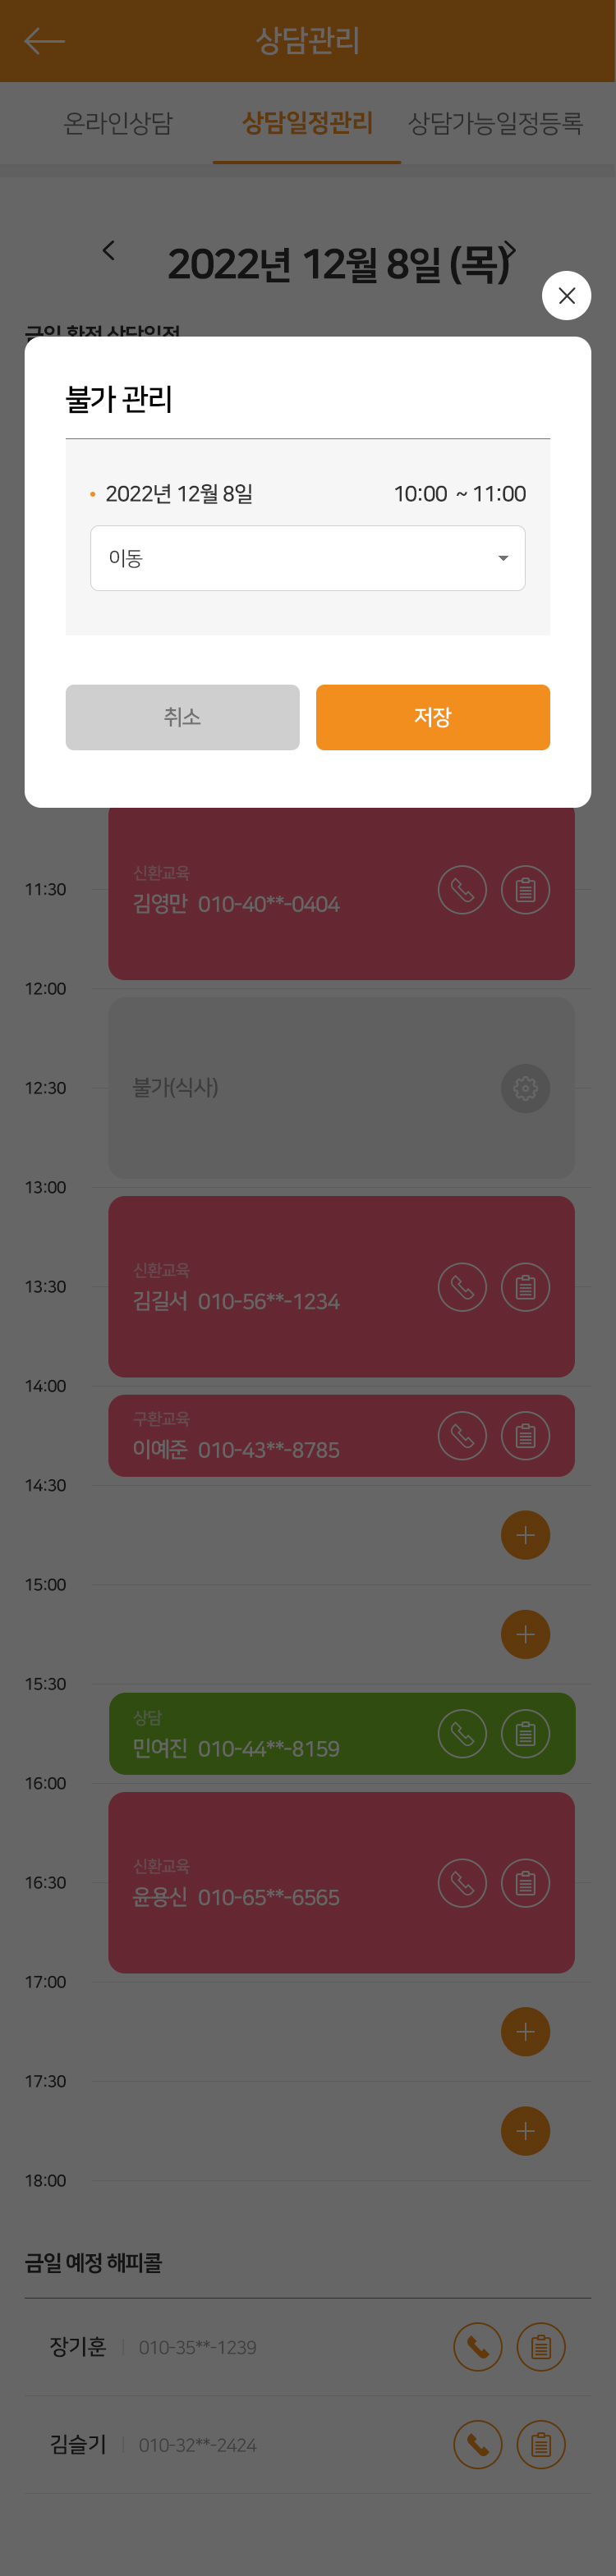 상담관리
온라인상담 상담일정관리 상담가능일정등록
2022년 12월 8일 (목)
금일 확정 상담일정
불가 관리
2022년 12월 8일 10:00 ~ 11:00
이동
취소 저장
신환교육
11:30
김영만 010-40**-0404
12:00
12:30 불가(식사)
13:00
신환교육
13:30
김길서 010-56**-1234
14:00
구환교육
이예준 010-43**-8785
14:30
15:00
15:30
상담
민여진 010-44**-8159
16:00
신환교육
16:30
윤용신 010-65**-6565
17:00
17:30
18:00
금일 예정 해피콜
장기훈 010-35**-1239
김슬기 010-32**-2424